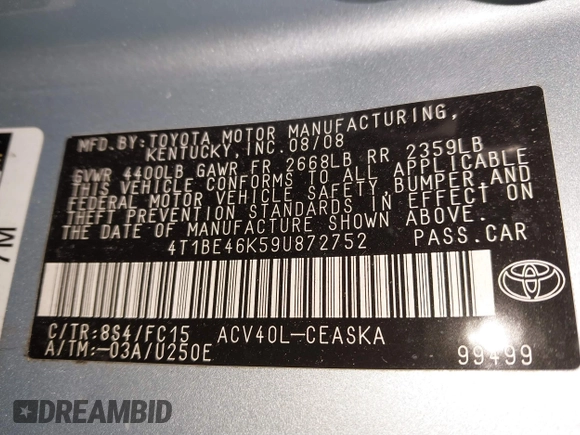 MFD.BY:TOYOTA MOTOR MANUFACTURING,
KENTUCKY,INC.08/08
GVWR 4400LB GAWR FR 2668LB RR 2359LB
THIS VEHICLE CONFORMS TO ALL APPLICABLE
FEDERAL MOTOR VEHICLE SAFETY,BUMPER,AND
THEFT PREVENTION STANDARDS IN EFFECT ON
THE DATE OF MANUFACTURE SHOWN ABOVE.
4T1BE46K59U872752 PASS.CAR
C/TR:8S4/FC15 ACV40L-CEASKA
A/TM:-03A/U250E 99499
7M
DREAMBID